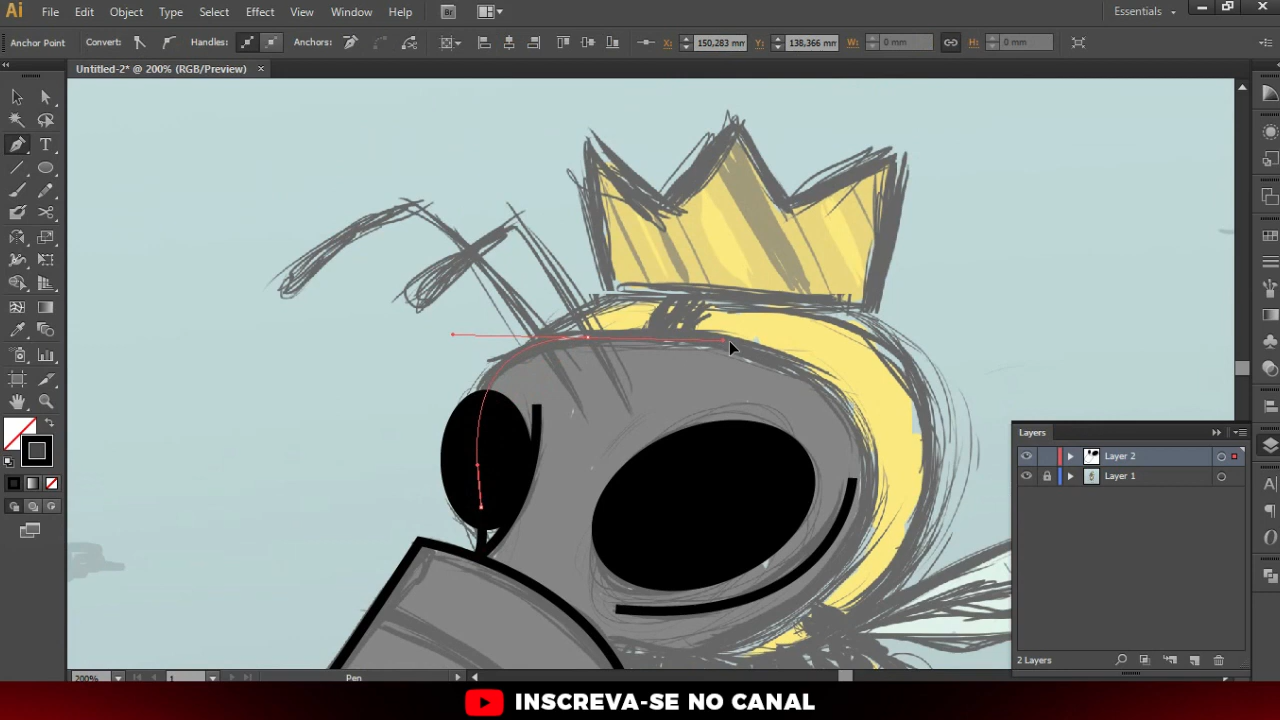 Ai File Edit Object Type Select Effect View Window Help Br Essentials
Anchor Point Convert: Handles: Anchors: X: 150,283 mm Y: 138,366 mm W: 0 mm H: 0 mm
Untitled-2* @ 200% (RGB/Preview)
Layers
Layer 2
Layer 1
2 Layers
200% 1 Pen
INSCREVA-SE NO CANAL